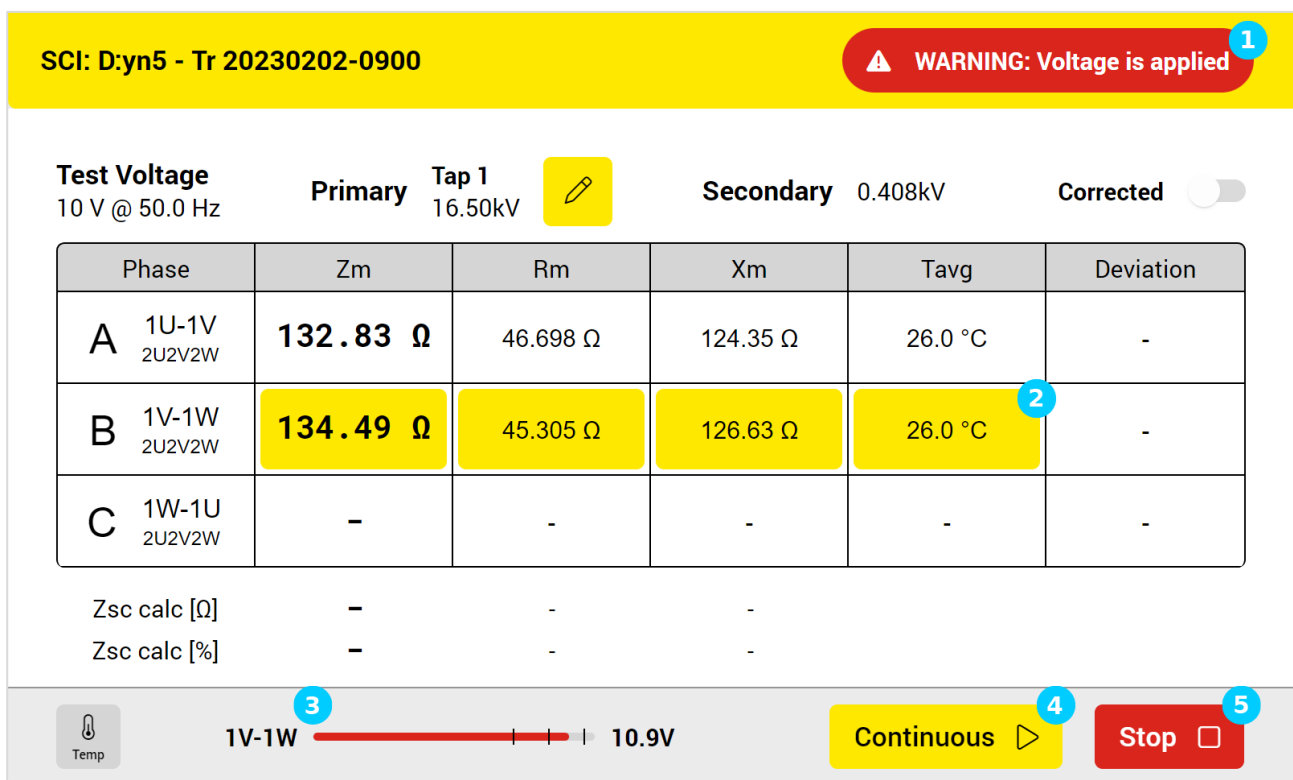 SCI: D:yn5 - Tr 20230202-0900
WARNING: Voltage is applied
1
Test Voltage
10 V @ 50.0 Hz
Primary
Tap 1
16.50kV
Secondary 0.408kV
Corrected
Phase Zm Rm Xm Tavg Deviation
A 1U-1V 132.83 Ω 46.698 Ω 124.35 Ω 26.0 °C -
2U2V2W
2
B 1V-1W 134.49 Ω 45.305 Ω 126.63 Ω 26.0 °C -
2U2V2W
C 1W-1U - - - - -
2U2V2W
Zsc calc [Ω] - - -
Zsc calc [%] - - -
3 4 5
Temp
1V-1W 10.9V
Continuous
Stop